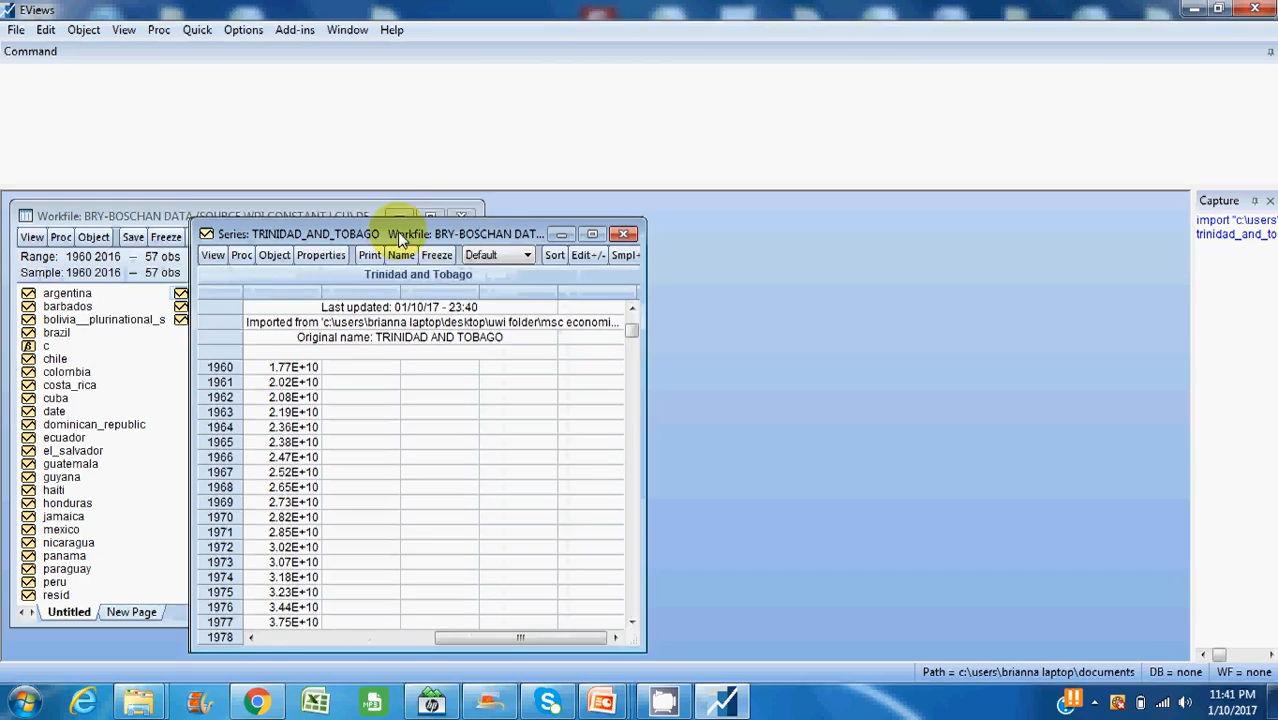 EViews
File Edit Object View Proc Quick Options Add-ins Window Help
Command
Capture
import "c:\users
trinidad_and_to
Workfile: BRY-BOSCHAN DATA (SOURCE WDI CONSTANT LCU) DE...
View Proc Object Save Freeze
Range: 1960 2016 – 57 obs
Sample: 1960 2016 – 57 obs
argentina
barbados
bolivia__plurinational_s
brazil
c
chile
colombia
costa_rica
cuba
date
dominican_republic
ecuador
el_salvador
guatemala
guyana
haiti
honduras
jamaica
mexico
nicaragua
panama
paraguay
peru
resid
Untitled New Page
Series: TRINIDAD_AND_TOBAGO Workfile: BRY-BOSCHAN DAT...
View Proc Object Properties Print Name Freeze Default Sort Edit+/- Smpl+
Trinidad and Tobago
Last updated: 01/10/17 - 23:40
Imported from 'c:\users\brianna laptop\desktop\uwi folder\msc economi...
Original name: TRINIDAD AND TOBAGO
1960 1.77E+10
1961 2.02E+10
1962 2.08E+10
1963 2.19E+10
1964 2.36E+10
1965 2.38E+10
1966 2.47E+10
1967 2.52E+10
1968 2.65E+10
1969 2.73E+10
1970 2.82E+10
1971 2.85E+10
1972 3.02E+10
1973 3.07E+10
1974 3.18E+10
1975 3.23E+10
1976 3.44E+10
1977 3.75E+10
1978
Path = c:\users\brianna laptop\documents DB = none WF = none
MP3
hp
11:41 PM
1/10/2017